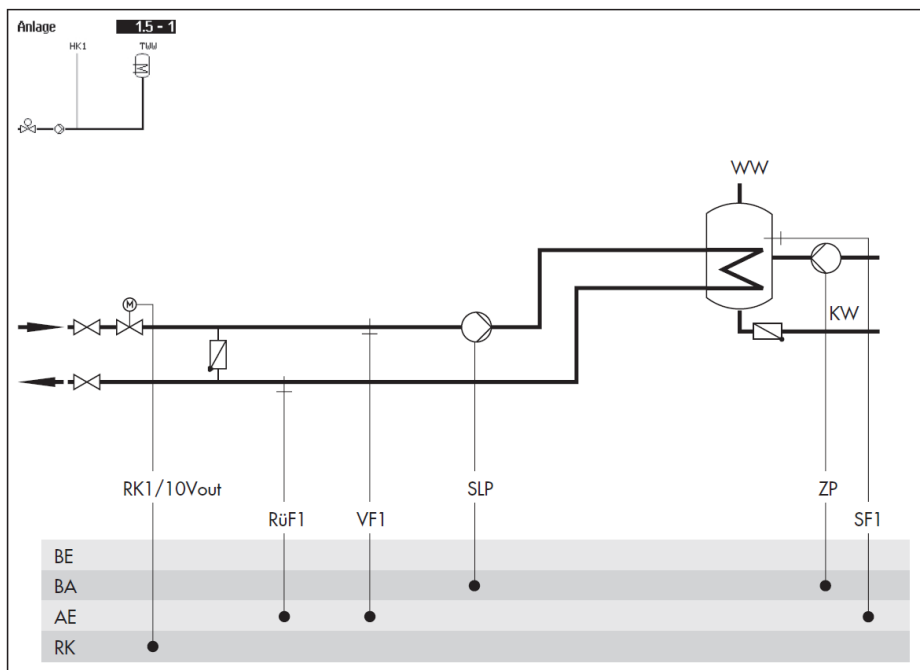 Anlage 1.5 - 1
HK1 TWW
WW
M
KW
RK1/10Vout SLP ZP
RüF1 VF1 SF1
BE
BA
AE
RK